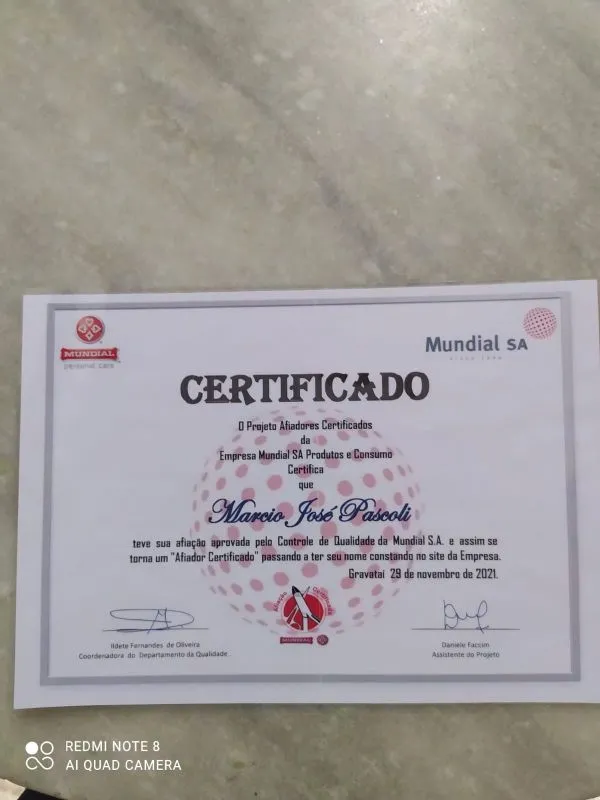 MUNDIAL
personal care
Mundial SA
CERTIFICADO
O Projeto Afiadores Certificados
da
Empresa Mundial SA Produtos e Consumo
Certifica
que
Marcio José Pascoli
teve sua afiação aprovada pelo Controle de Qualidade da Mundial S.A. e assim se
torna um "Afiador Certificado" passando a ter seu nome constando no site da Empresa.
Gravataí 29 de novembro de 2021.
Afiação Certificada
MUNDIAL
Ildete Fernandes de Oliveira
Coordenadora do Departamento da Qualidade
Daniele Faccim
Assistente do Projeto
REDMI NOTE 8
AI QUAD CAMERA